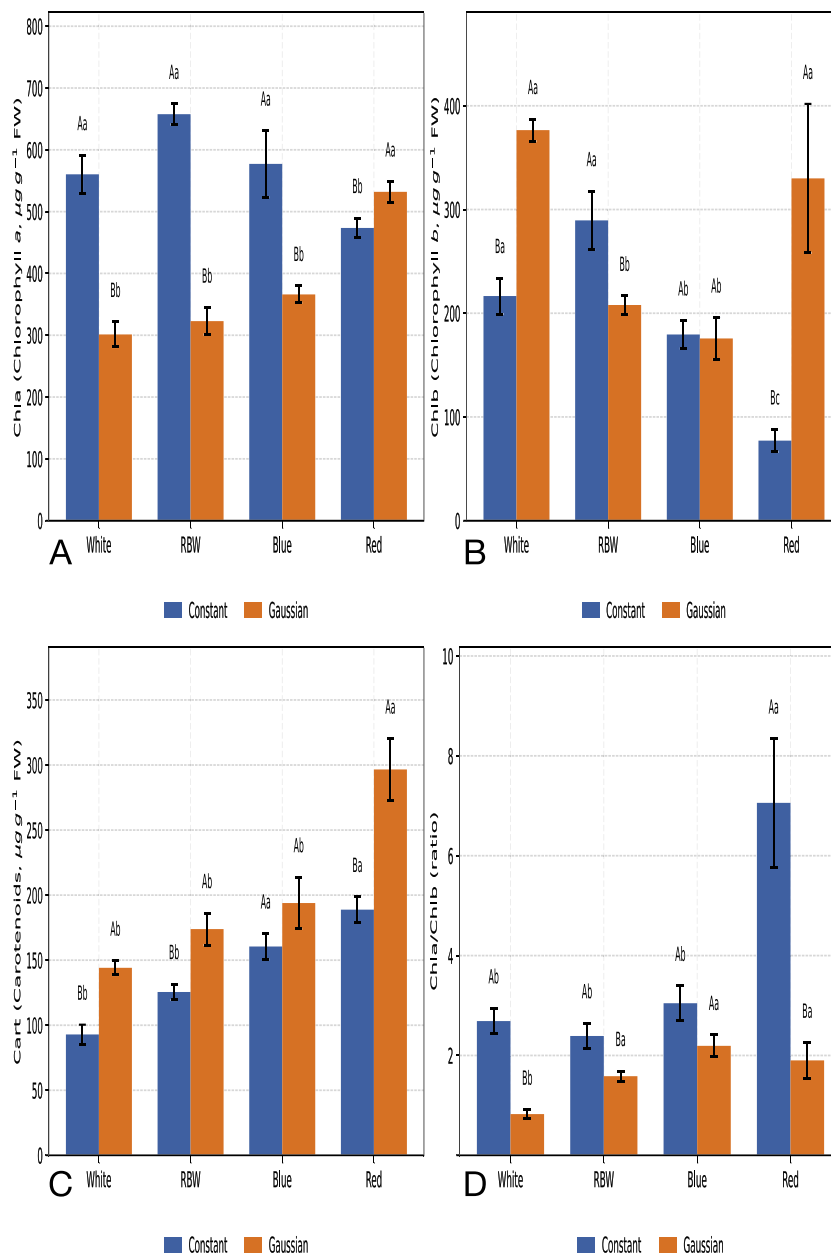 800
700
600
500
400
300
200
100
0
Chla (Chlorophyll a, μg g⁻¹ FW)
Aa
Bb
Aa
Bb
Aa
Bb
Bb
Aa
White
RBW
Blue
Red
A
Constant
Gaussian
400
300
200
100
0
Chlb (Chlorophyll b, μg g⁻¹ FW)
Ba
Aa
Aa
Bb
Ab
Ab
Bc
Aa
White
RBW
Blue
Red
B
Constant
Gaussian
350
300
250
200
150
100
50
0
Cart (Carotenoids, μg g⁻¹ FW)
Bb
Ab
Bb
Ab
Aa
Ab
Ba
Aa
White
RBW
Blue
Red
C
Constant
Gaussian
10
8
6
4
2
Chla/Chlb (ratio)
Ab
Bb
Ab
Ba
Ab
Aa
Aa
Ba
White
RBW
Blue
Red
D
Constant
Gaussian